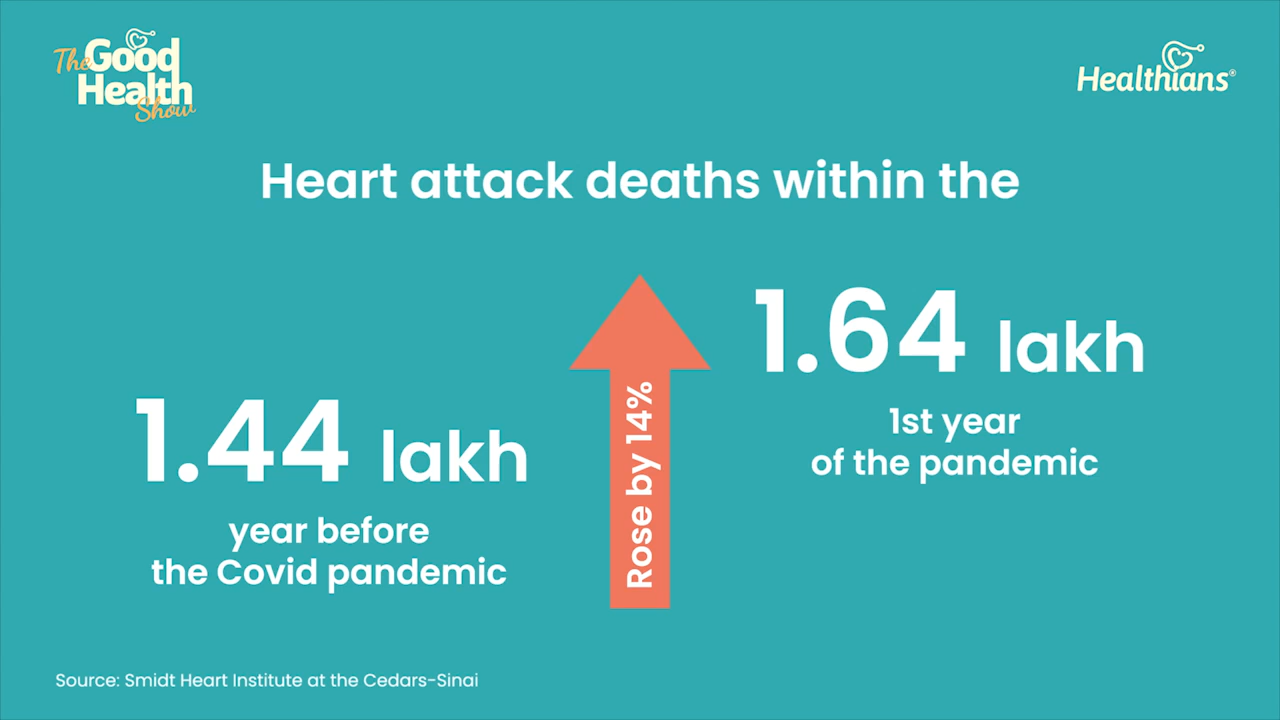 The Good
Health
Show
Healthians®
Heart attack deaths within the
1.44 lakh
year before
the Covid pandemic
Rose by 14%
1.64 lakh
1st year
of the pandemic
Source: Smidt Heart Institute at the Cedars-Sinai